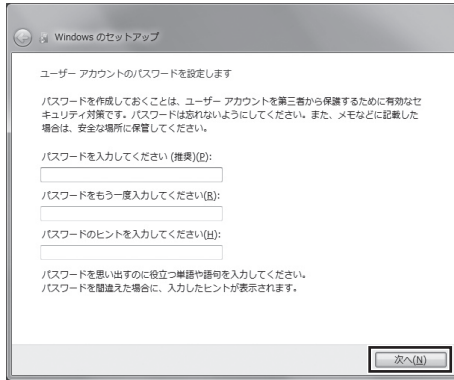 Windows のセットアップ
ユーザー アカウントのパスワードを設定します
パスワードを作成しておくことは、ユーザー アカウントを第三者から保護するために有効なセ
キュリティ対策です。パスワードは忘れないようにしてください。また、メモなどに記載した
場合は、安全な場所に保管してください。
パスワードを入力してください (推奨)(P):
パスワードをもう一度入力してください(R):
パスワードのヒントを入力してください(H):
パスワードを思い出すのに役立つ単語や語句を入力してください。
パスワードを間違えた場合に、入力したヒントが表示されます。
次へ(N)